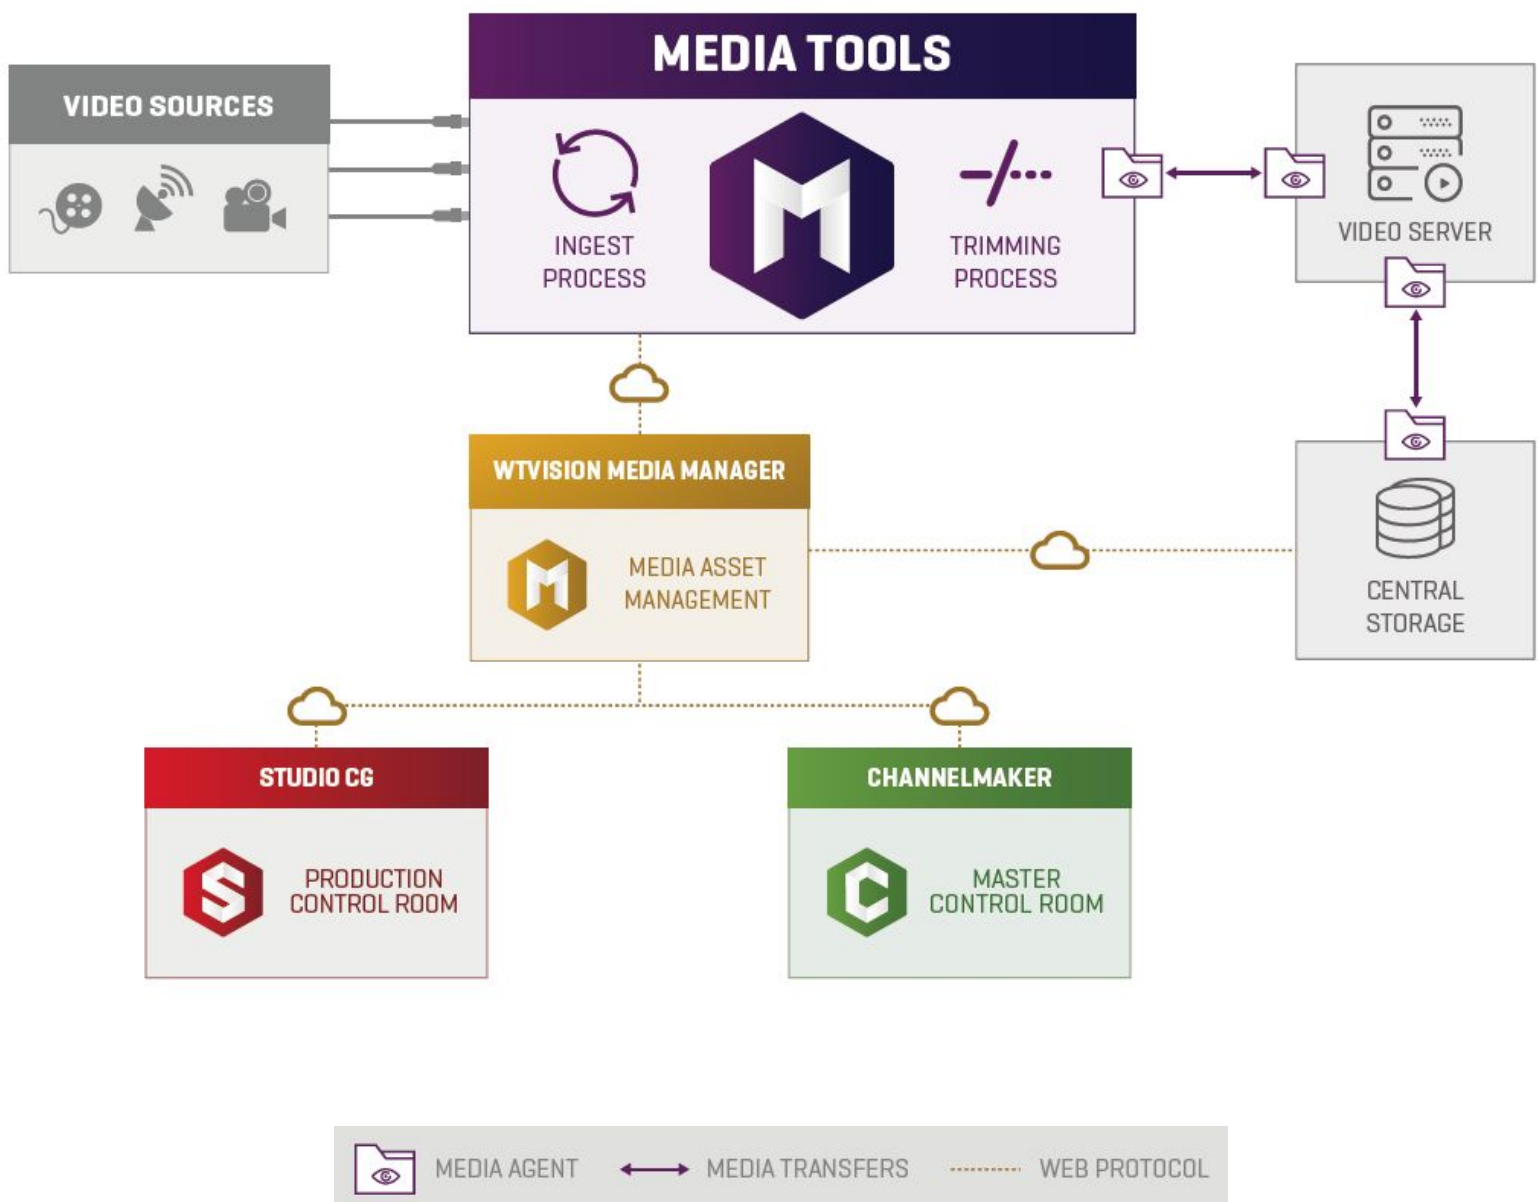 MEDIA TOOLS
VIDEO SOURCES
INGEST
PROCESS
M
TRIMMING
PROCESS
VIDEO SERVER
WTVISION MEDIA MANAGER
M
MEDIA ASSET
MANAGEMENT
CENTRAL
STORAGE
STUDIO CG
S
PRODUCTION
CONTROL ROOM
CHANNELMAKER
C
MASTER
CONTROL ROOM
MEDIA AGENT
MEDIA TRANSFERS
WEB PROTOCOL